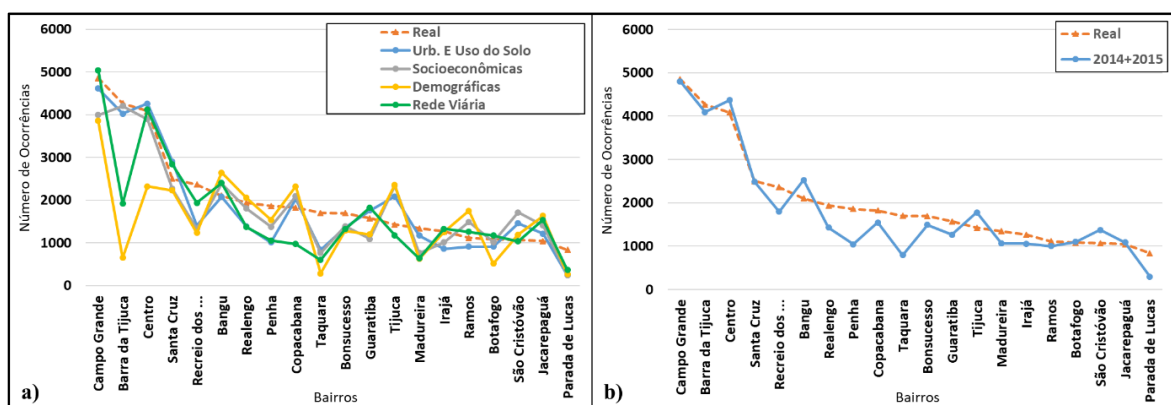 6000
5000
4000
3000
2000
1000
0
Número de Ocorrências
Real
Urb. E Uso do Solo
Socioeconômicas
Demográficas
Rede Viária
Campo Grande
Barra da Tijuca
Centro
Santa Cruz
Recreio dos ...
Bangu
Realengo
Penha
Copacabana
Taquara
Bonsucesso
Guaratiba
Tijuca
Madureira
Irajá
Ramos
Botafogo
São Cristóvão
Jacarepaguá
Parada de Lucas
Bairros
a)
6000
5000
4000
3000
2000
1000
0
Número de Ocorrências
Real
2014+2015
Campo Grande
Barra da Tijuca
Centro
Santa Cruz
Recreio dos ...
Bangu
Realengo
Penha
Copacabana
Taquara
Bonsucesso
Guaratiba
Tijuca
Madureira
Irajá
Ramos
Botafogo
São Cristóvão
Jacarepaguá
Parada de Lucas
Bairros
b)